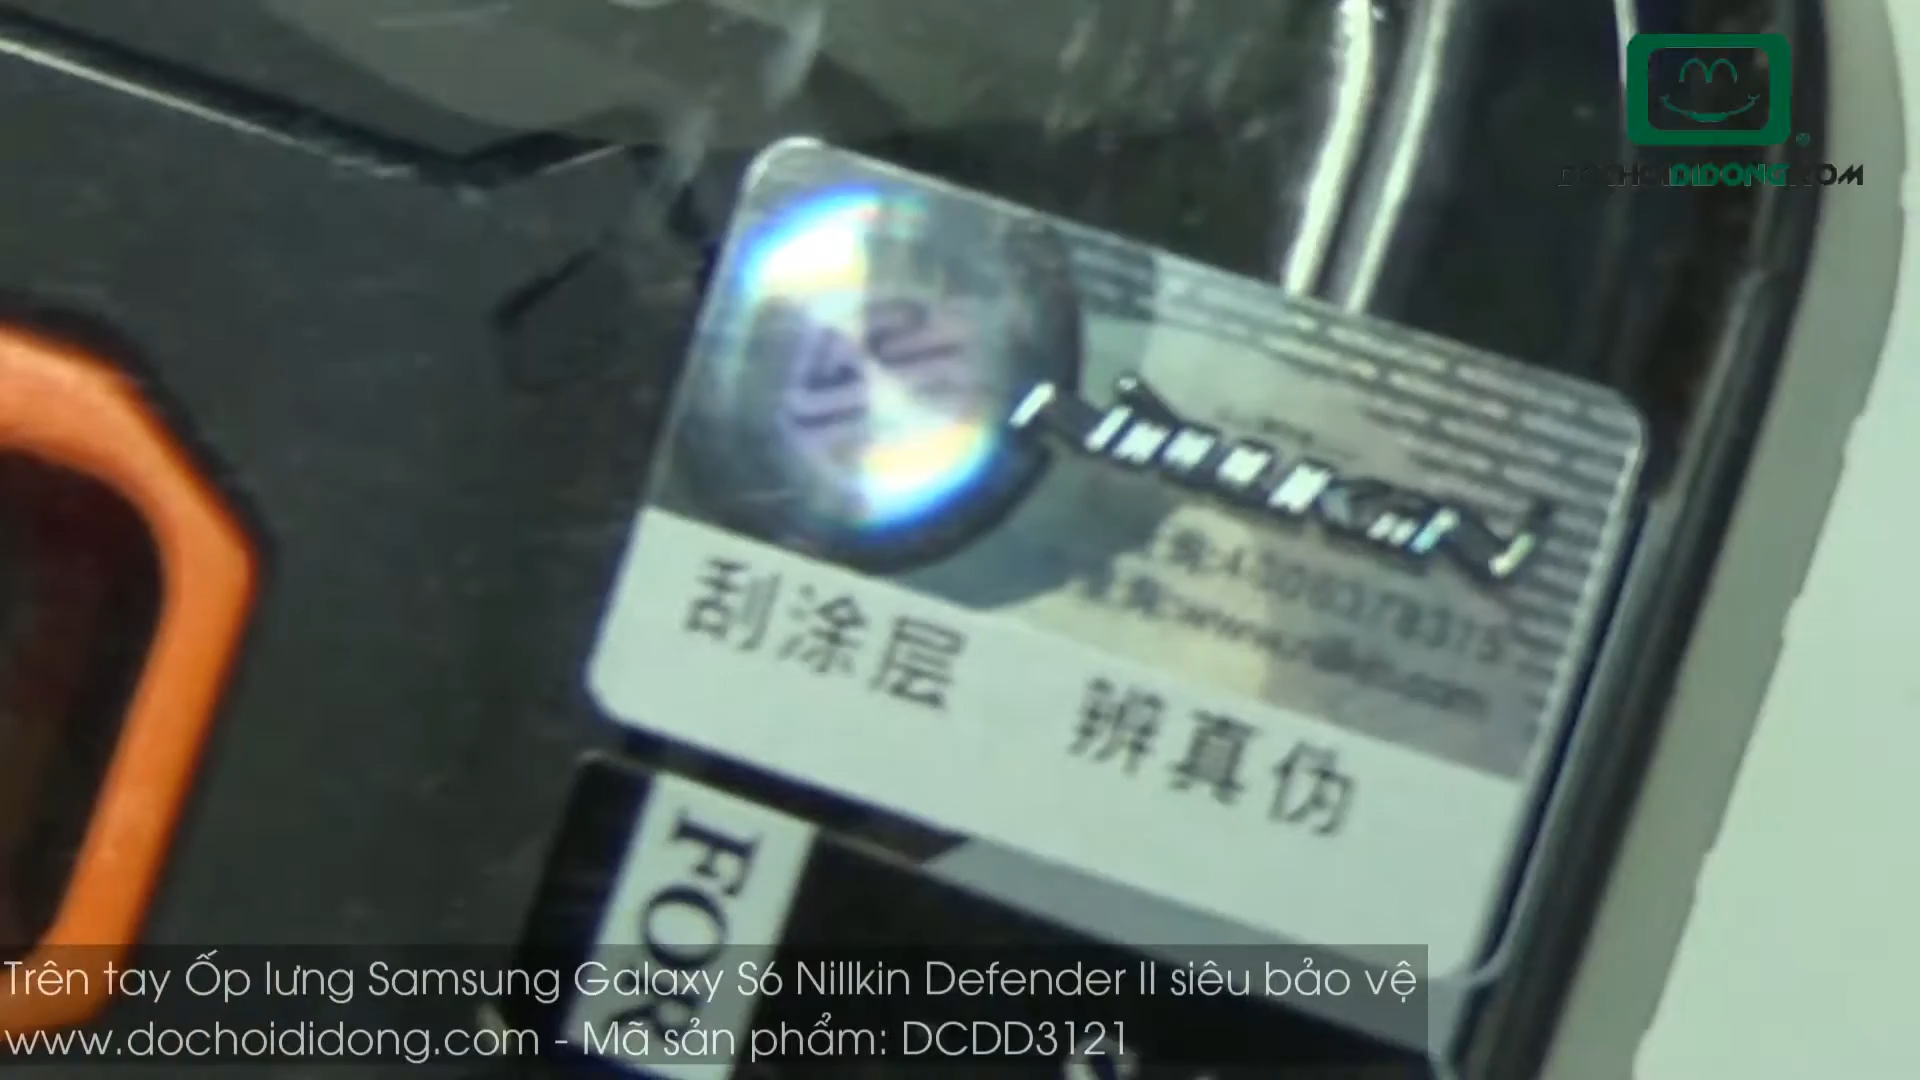 DOCHOIDIDONG.COM
NillKiN
刮涂层 辨真伪
FOR
Trên tay Ốp lưng Samsung Galaxy S6 Nillkin Defender II siêu bảo vệ
www.dochoididong.com - Mã sản phẩm: DCDD3121